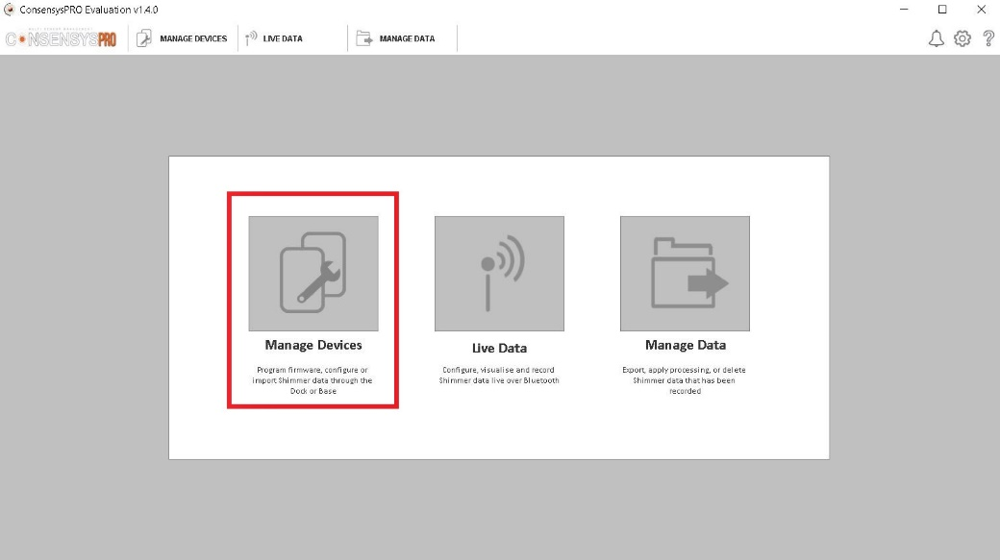 ConsensysPRO Evaluation v1.4.0
CONSENSYSPRO
MANAGE DEVICES
LIVE DATA
MANAGE DATA
Manage Devices
Program firmware, configure or
import Shimmer data through the
Dock or Base
Live Data
Configure, visualise and record
Shimmer data live over Bluetooth
Manage Data
Export, apply processing, or delete
Shimmer data that has been
recorded